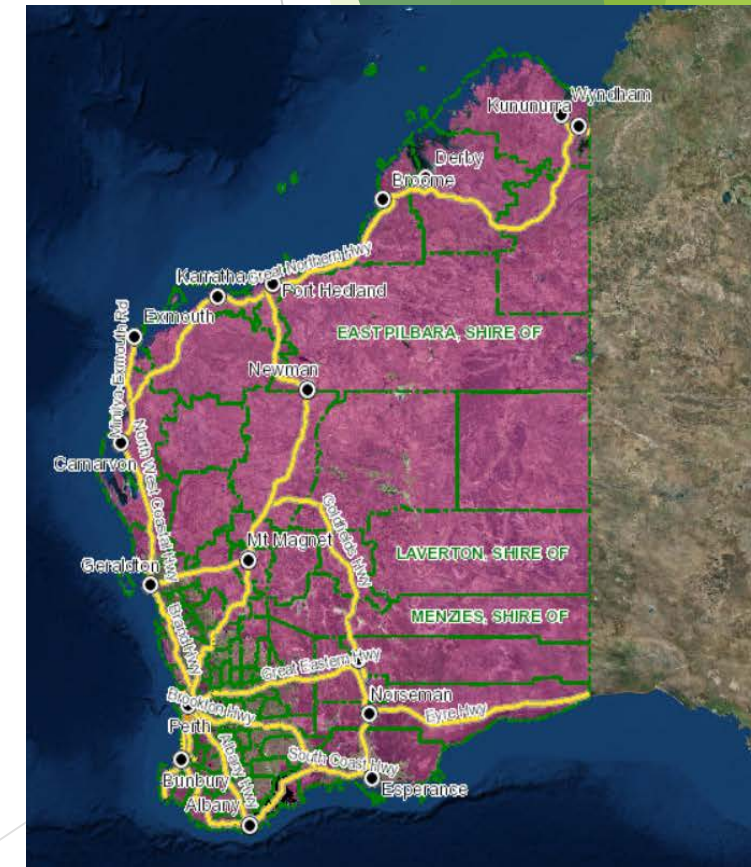 Wyndham
Kununurra
Derby
Broome
Great Northern Hwy
Karratha
Port Hedland
Exmouth
EAST PILBARA, SHIRE OF
Minilya Exmouth Rd
Newman
North West Coastal Hwy
Carnarvon
Goldfields Hwy
Mt Magnet
LAVERTON, SHIRE OF
Geraldton
MENZIES, SHIRE OF
Brand Hwy
Great Eastern Hwy
Brookton Hwy
Norseman
Eyre Hwy
Perth
Albany Hwy
South Coast Hwy
Bunbury
Esperance
Albany